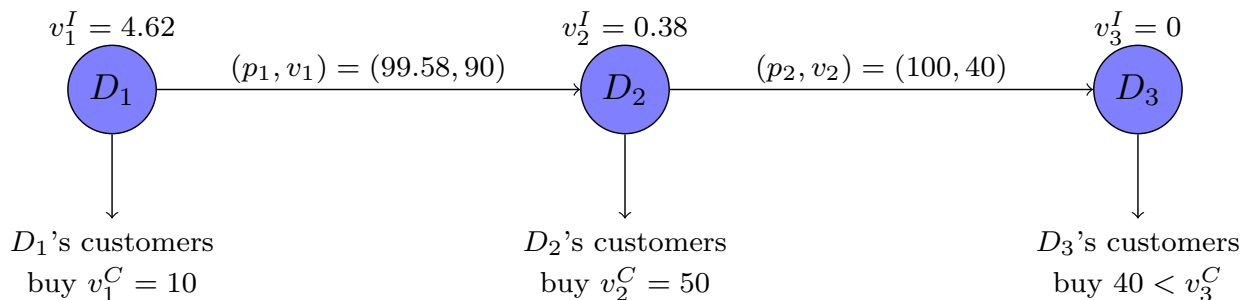 v_1^I = 4.62
v_2^I = 0.38
v_3^I = 0
D_1
(p_1, v_1) = (99.58, 90)
D_2
(p_2, v_2) = (100, 40)
D_3
D_1's customers
buy v_1^C = 10
D_2's customers
buy v_2^C = 50
D_3's customers
buy 40 < v_3^C